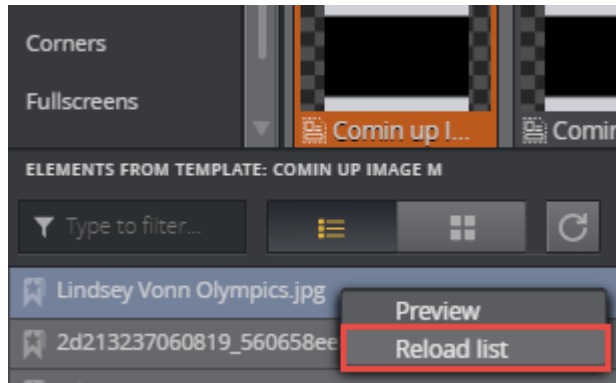 Corners
Fullscreens
Comin up I...
Comin
ELEMENTS FROM TEMPLATE: COMIN UP IMAGE M
Type to filter...
Lindsey Vonn Olympics.jpg
Preview
2d213237060819_560658ee
Reload list